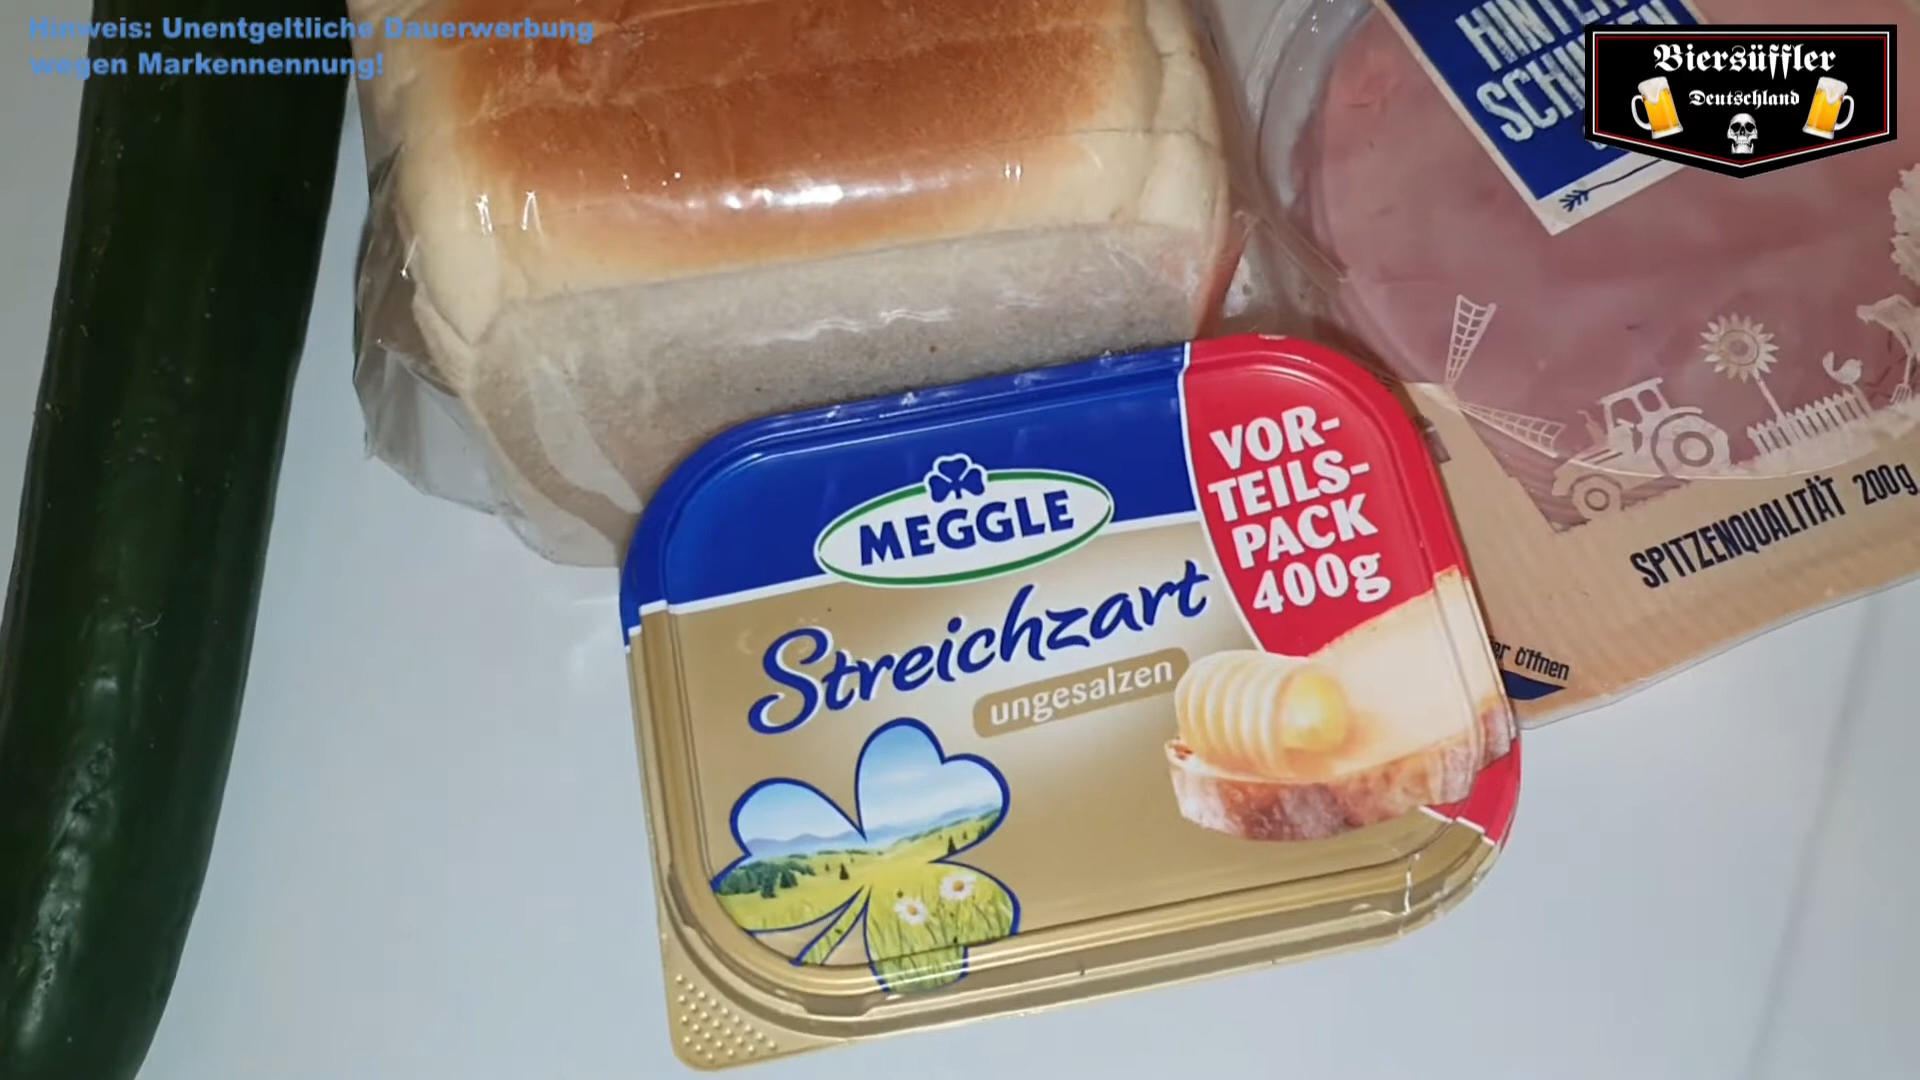 Hinweis: Unentgeltliche Dauerwerbung
wegen Markennennung!
Biersüffler
Deutschland
MEGGLE
Streichzart
ungesalzen
VOR-
TEILS-
PACK
400g
SPITZENQUALITÄT 200g
öffnen